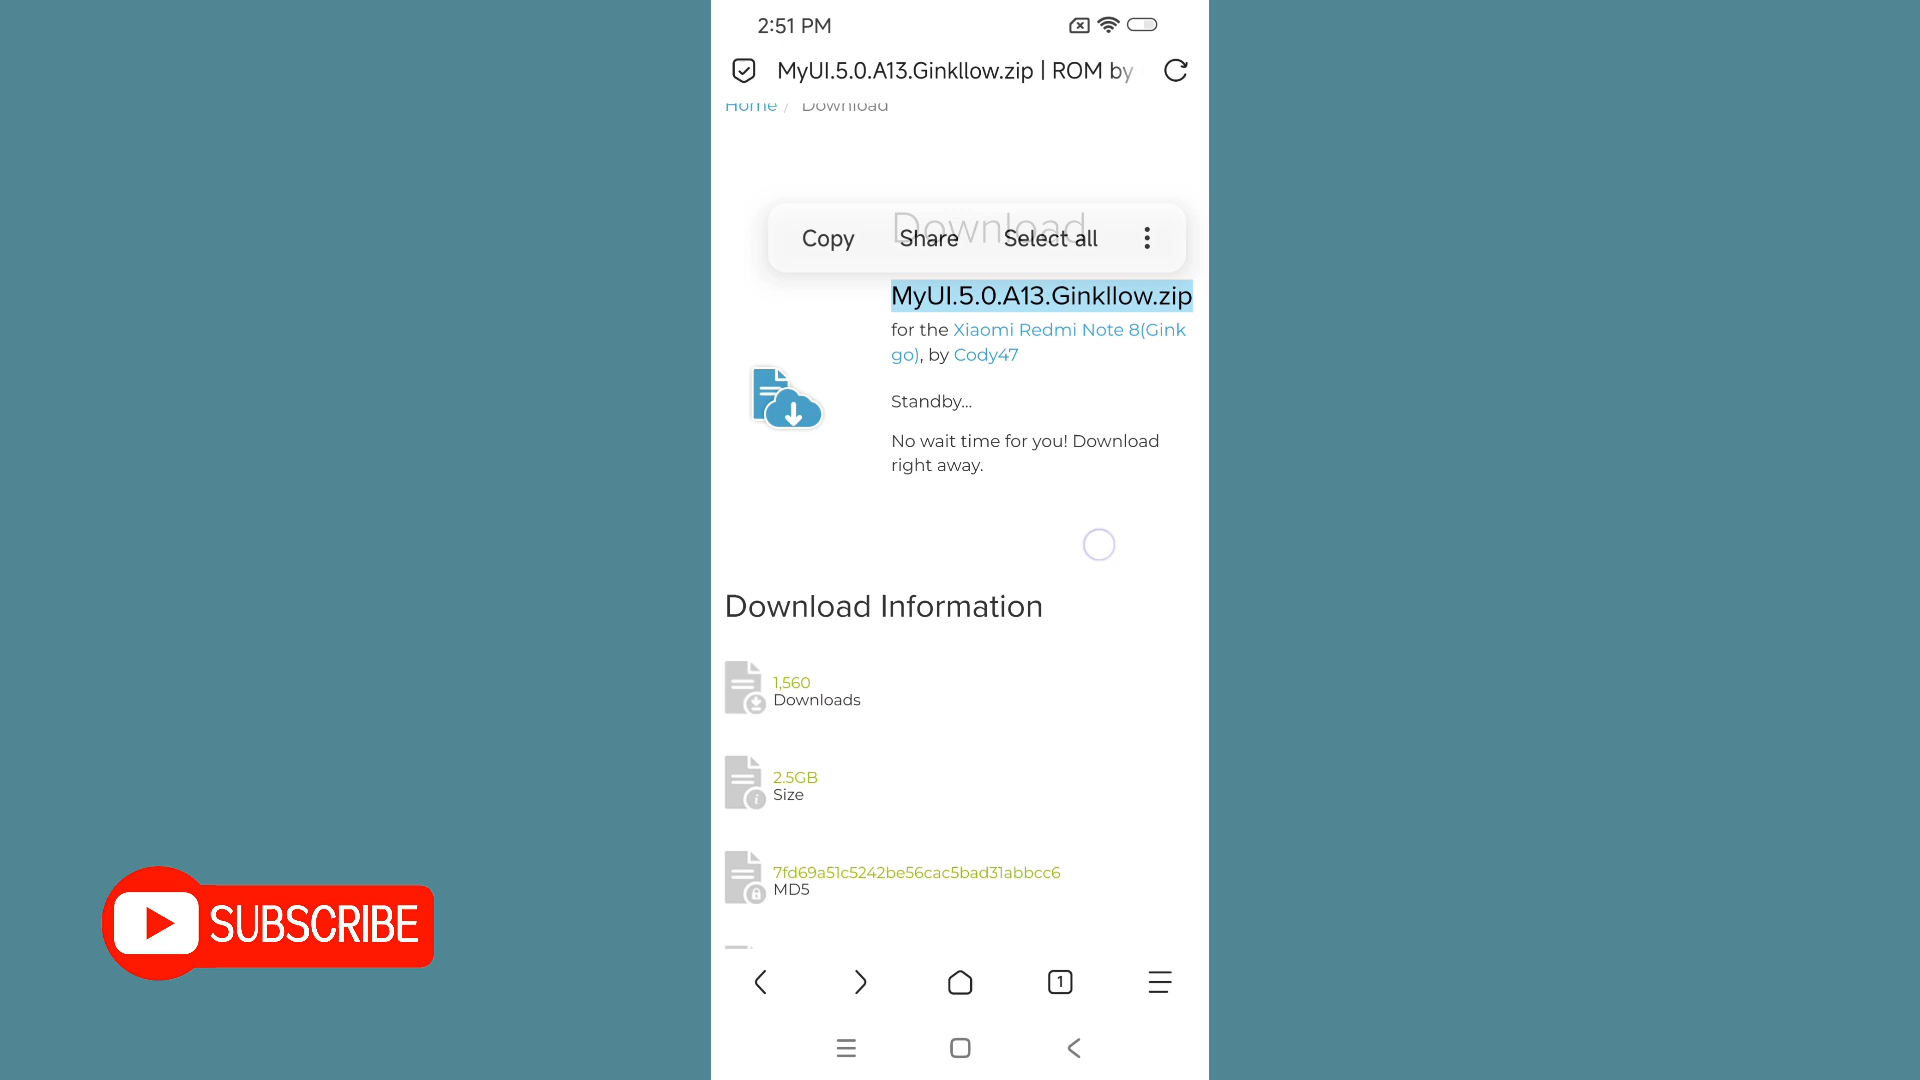 2:51 PM
MyUI.5.0.A13.Ginkllow.zip | ROM by
Home / Download
Download
Copy Share Select all
MyUI.5.0.A13.Ginkllow.zip
for the Xiaomi Redmi Note 8(Gink
go), by Cody47
Standby...
No wait time for you! Download
right away.
Download Information
1,560
Downloads
2.5GB
Size
7fd69a51c5242be56cac5bad31abbcc6
MD5
SUBSCRIBE
1